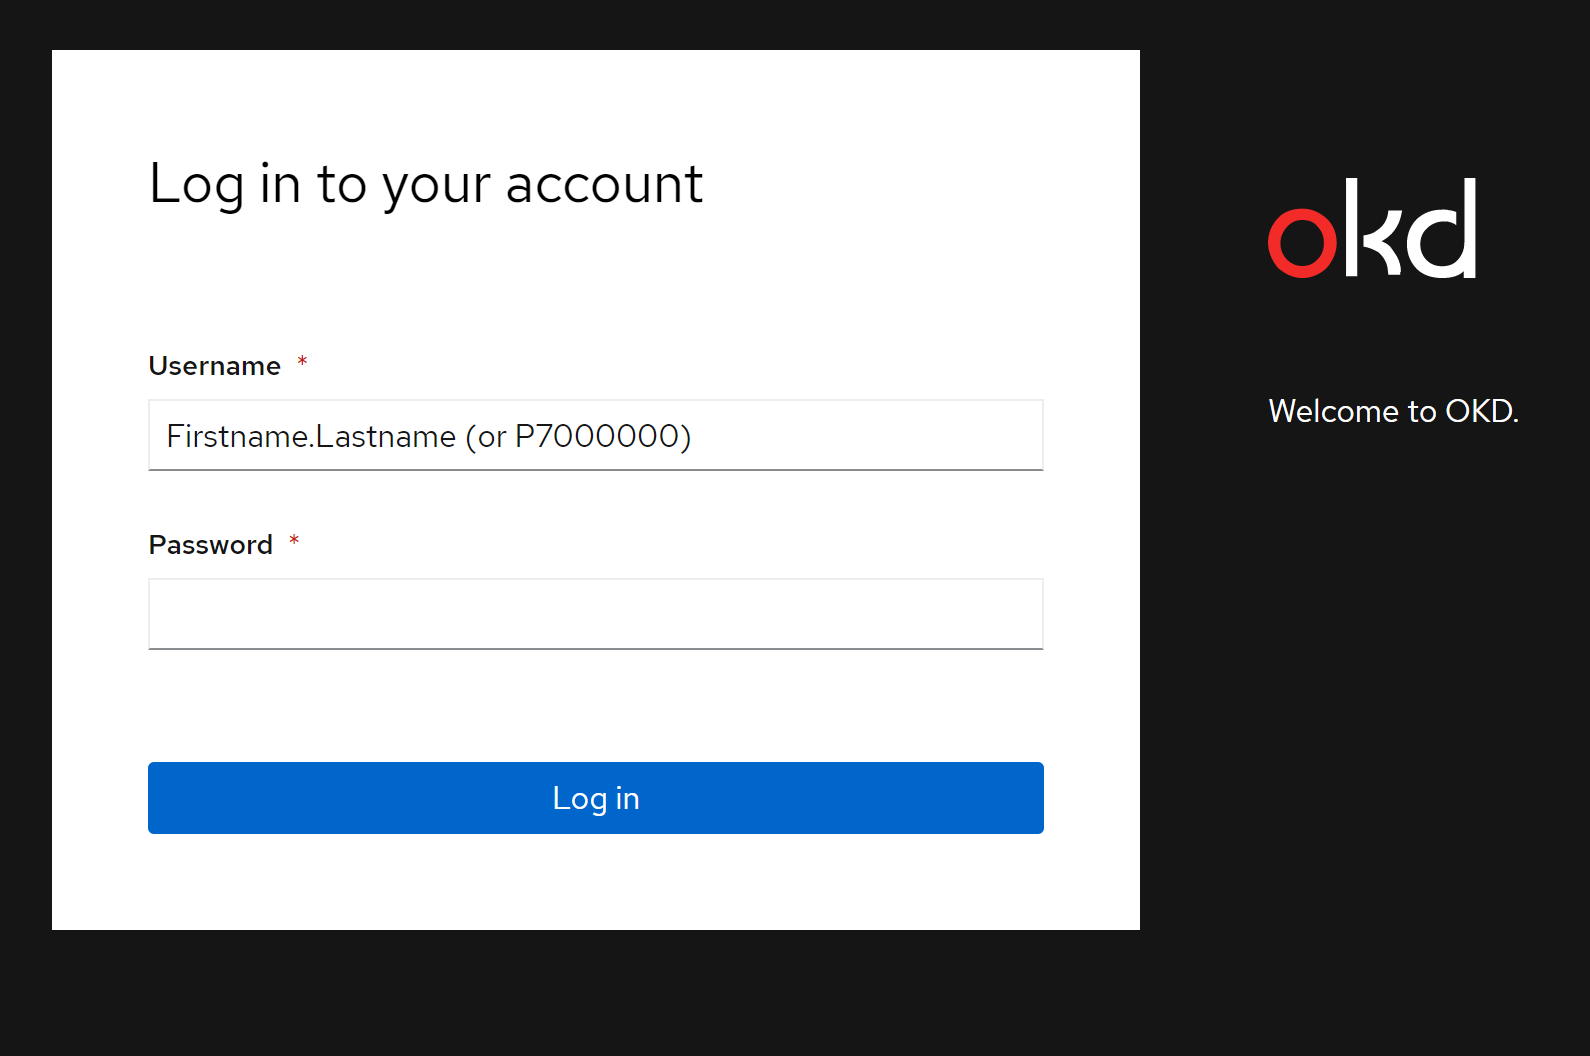 Log in to your account
okd
Username *
Firstname.Lastname (or P7000000)
Welcome to OKD.
Password *
Log in